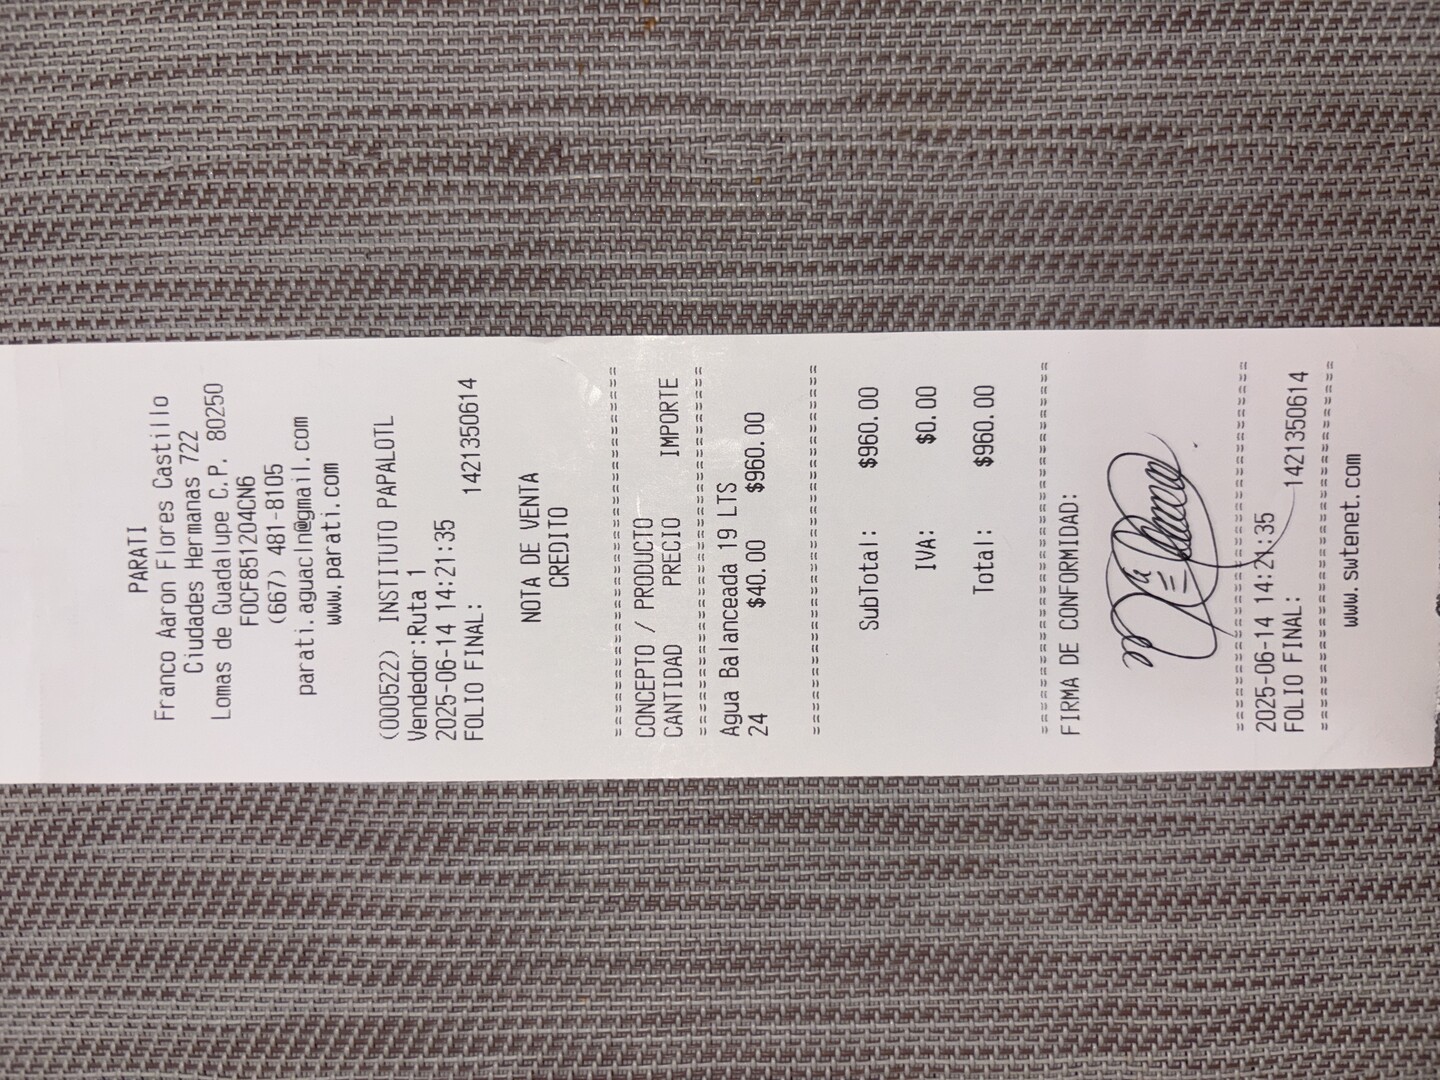 PARATI
Franco Aaron Flores Castillo
Ciudades Hermanas 722
Lomas de Guadalupe C.P. 80250
FOCF851204CN6
(667) 481-8105
parati.aguacln@gmail.com
www.parati.com
(000522) INSTITUTO PAPALOTL
Vendedor:Ruta 1
2025-06-14 14:21:35
FOLIO FINAL: 1421350614
NOTA DE VENTA
CREDITO
==============================
CONCEPTO / PRODUCTO
CANTIDAD PRECIO IMPORTE
==============================
Agua Balanceada 19 LTS
24 $40.00 $960.00
==============================
SubTotal: $960.00
IVA: $0.00
Total: $960.00
==============================
FIRMA DE CONFORMIDAD:
==============================
2025-06-14 14:21:35
FOLIO FINAL: 1421350614
==============================
www.swtenet.com